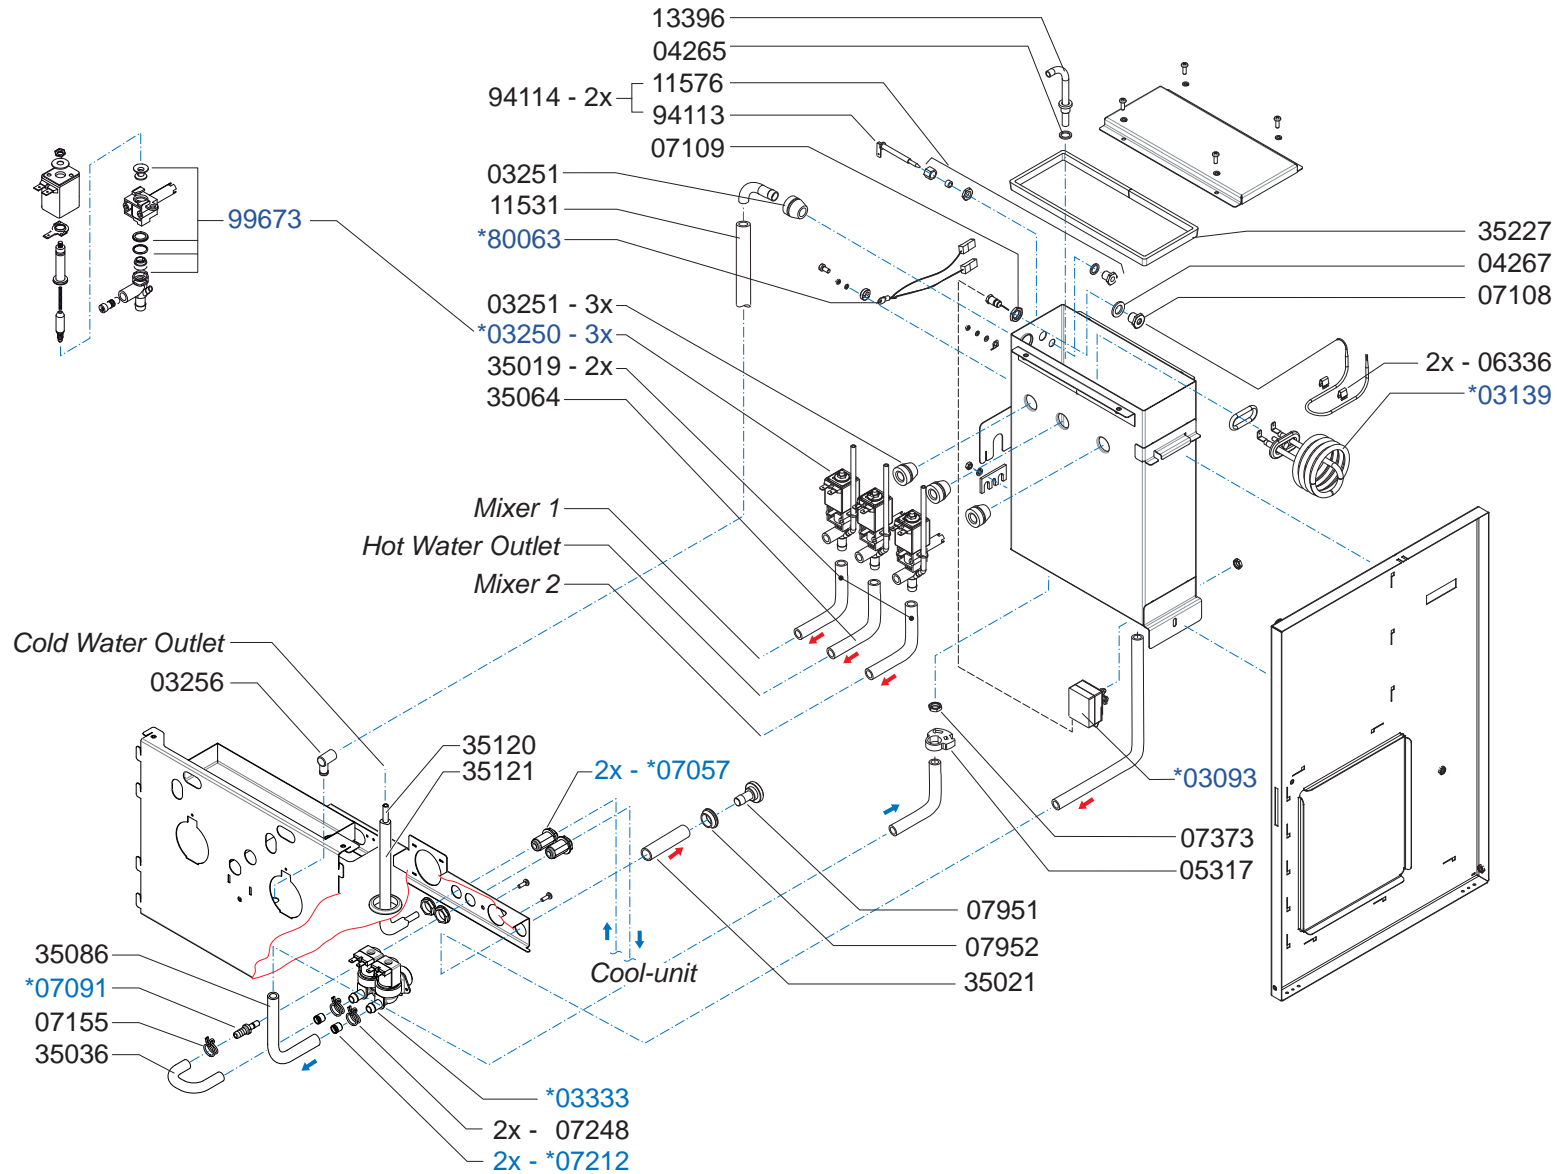 13396
04265
94114 - 2x
11576
94113
07109
03251
11531
*80063
99673
03251 - 3x
*03250 - 3x
35019 - 2x
35064
35227
04267
07108
2x - 06336
*03139
Mixer 1
Hot Water Outlet
Mixer 2
Cold Water Outlet
03256
35120
35121
2x - *07057
*03093
07373
05317
07951
07952
35021
Cool-unit
35086
*07091
07155
35036
*03333
2x - 07248
2x - *07212